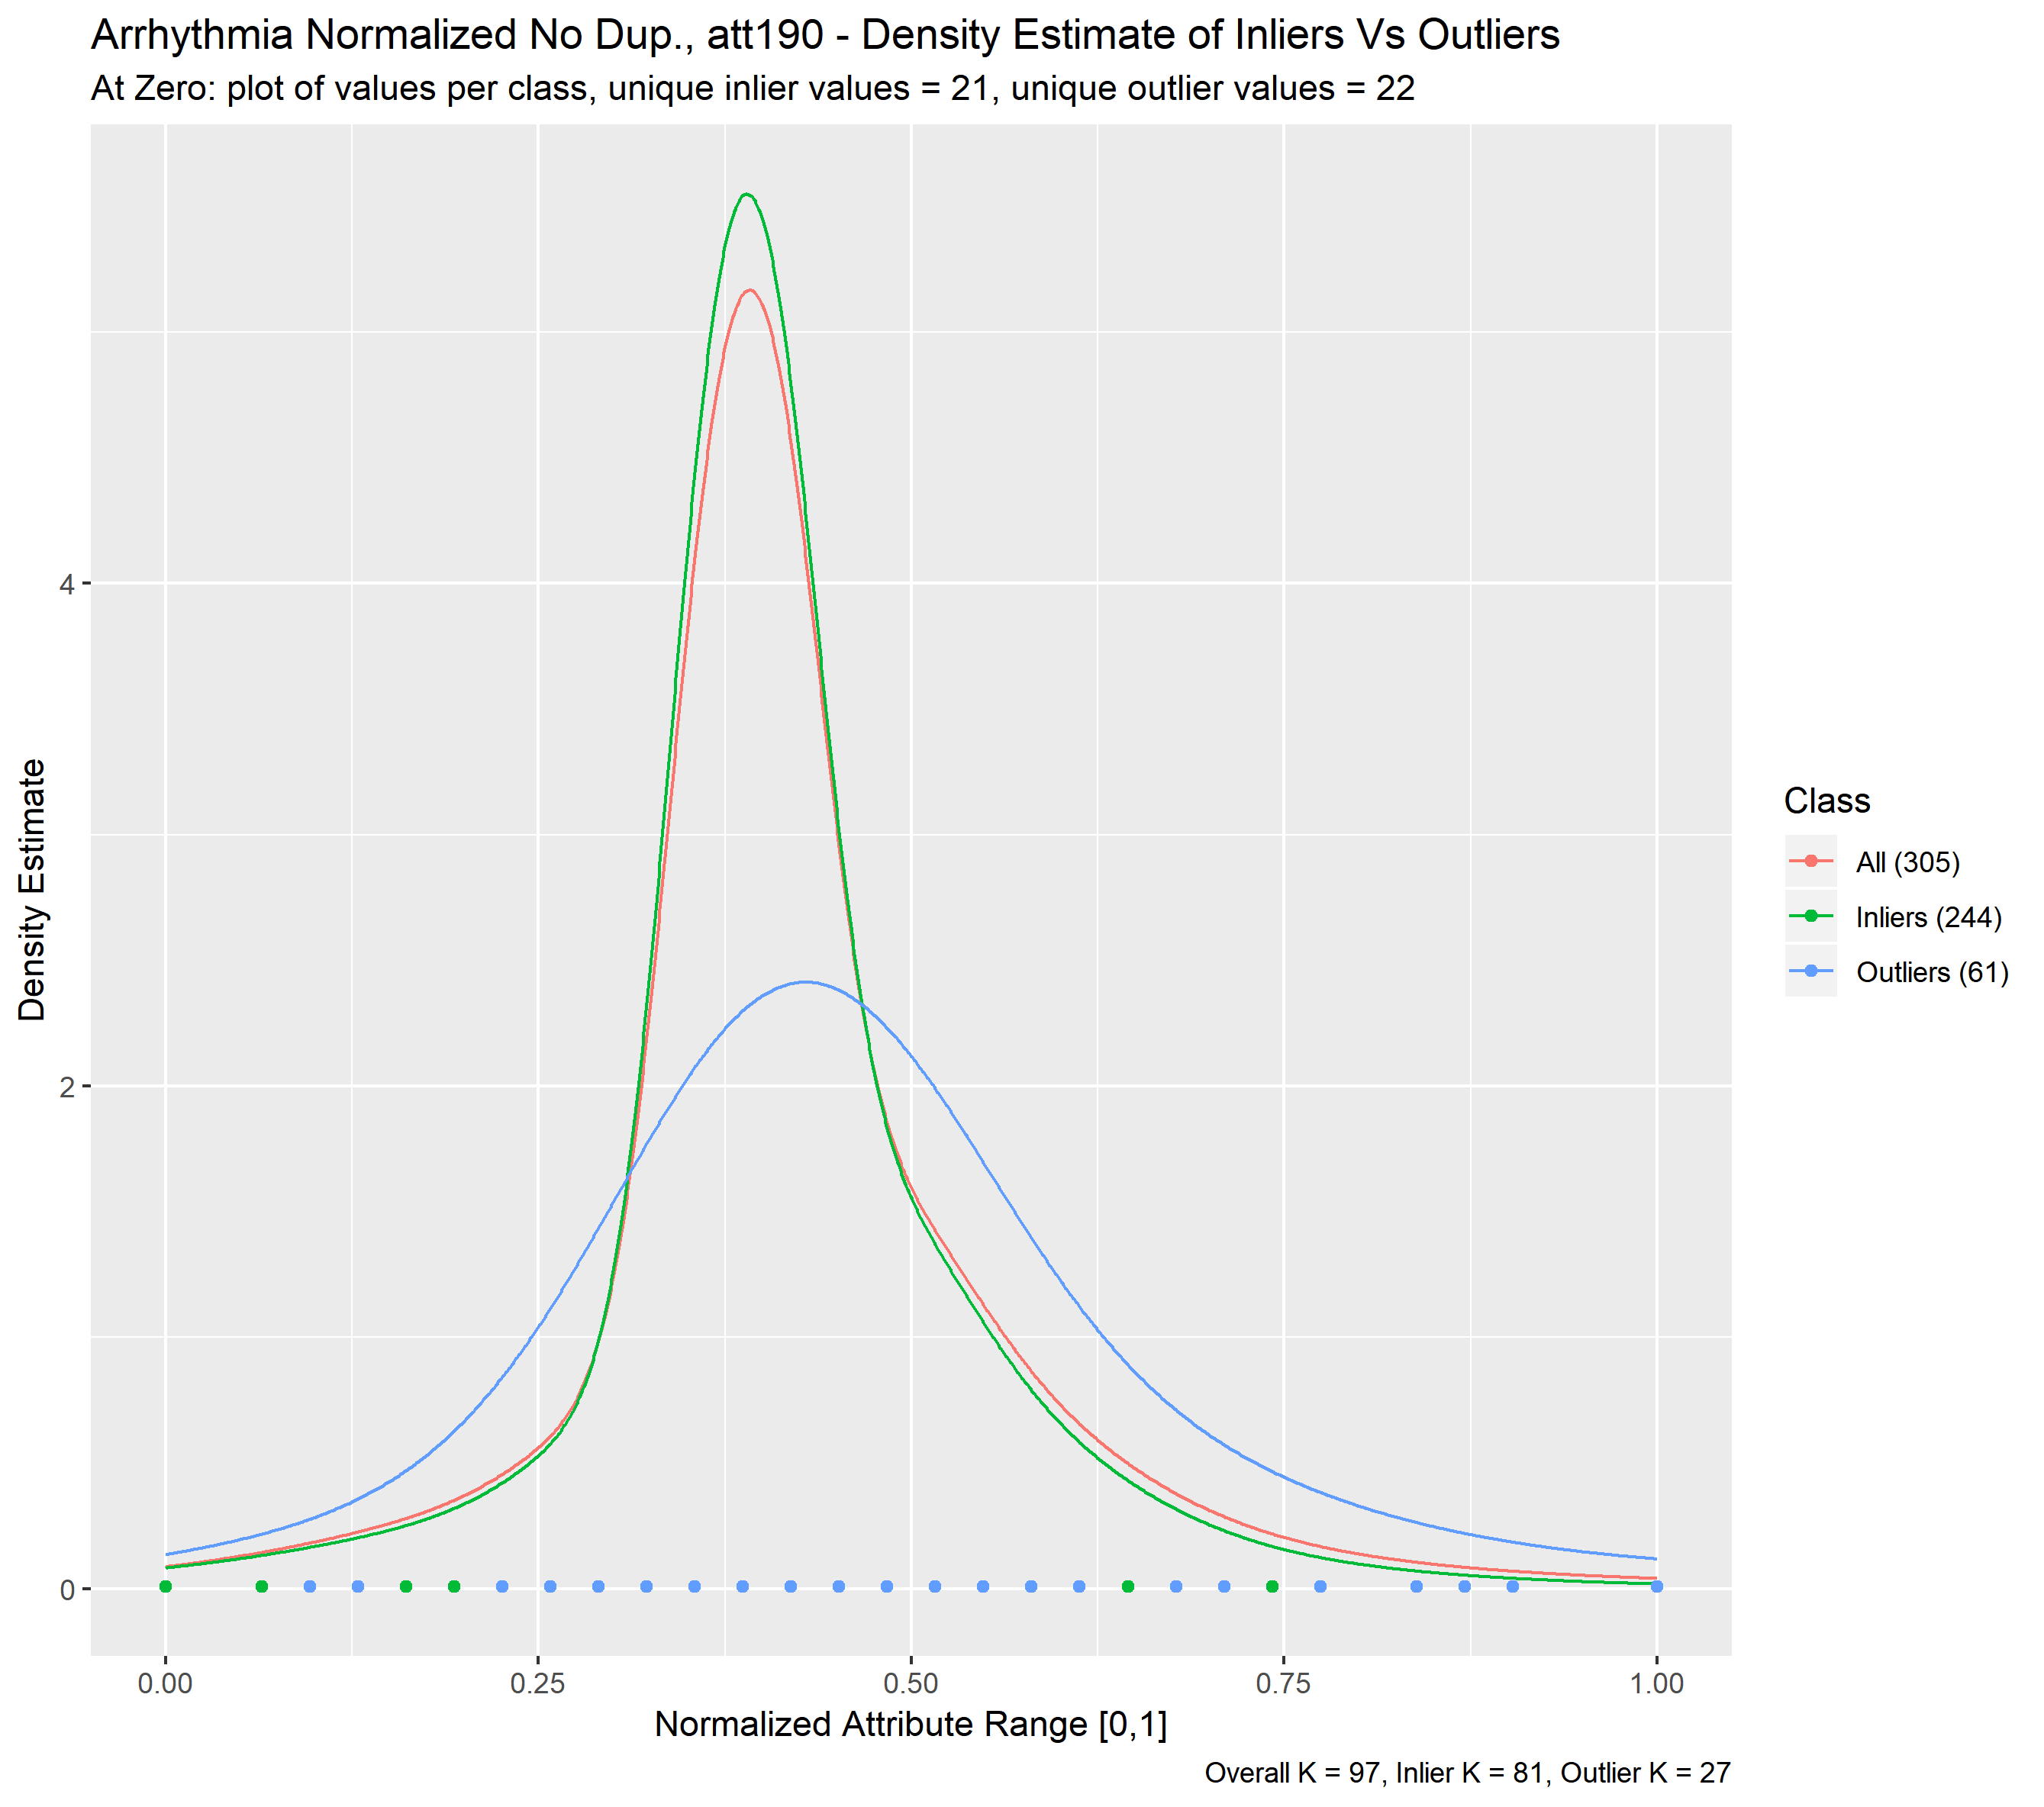 Arrhythmia Normalized No Dup., att190 - Density Estimate of Inliers Vs Outliers
At Zero: plot of values per class, unique inlier values = 21, unique outlier values = 22
Density Estimate
4
2
0
0.00 0.25 0.50 0.75 1.00
Normalized Attribute Range [0,1]
Class
All (305)
Inliers (244)
Outliers (61)
Overall K = 97, Inlier K = 81, Outlier K = 27